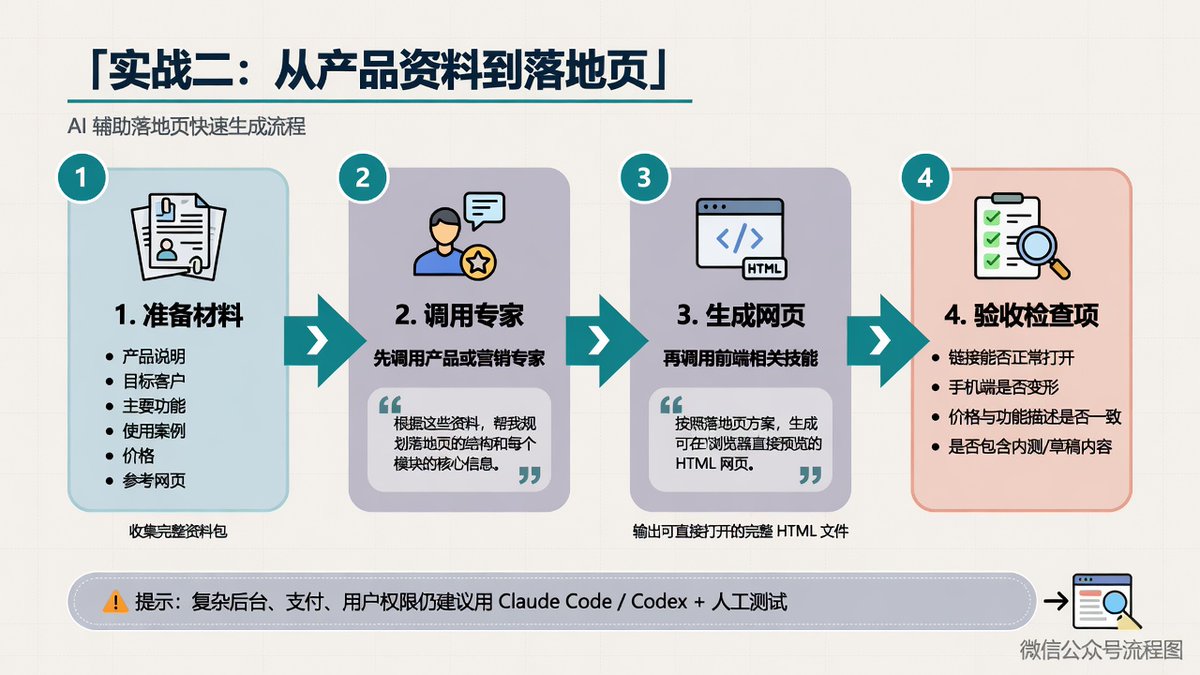 「实战二：从产品资料到落地页」
AI 辅助落地页快速生成流程
1
1. 准备材料
• 产品说明
• 目标客户
• 主要功能
• 使用案例
• 价格
• 参考网页
收集完整资料包
2
2. 调用专家
先调用产品或营销专家
“根据这些资料，帮我规
划落地页的结构和每个
模块的核心信息。”
3
HTML
3. 生成网页
再调用前端相关技能
“按照落地页方案，生成
可在浏览器直接预览的
HTML 网页。”
输出可直接打开的完整 HTML 文件
4
4. 验收检查项
• 链接能否正常打开
• 手机端是否变形
• 价格与功能描述是否一致
• 是否包含内测/草稿内容
提示：复杂后台、支付、用户权限仍建议用 Claude Code / Codex + 人工测试
微信公众号流程图